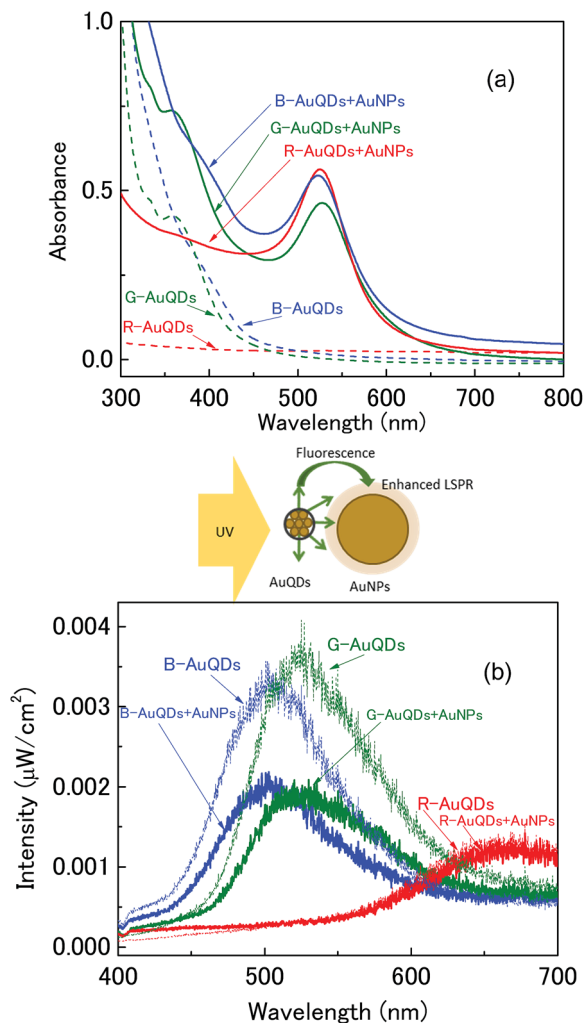 1.0
(a)
B-AuQDs+AuNPs
G-AuQDs+AuNPs
R-AuQDs+AuNPs
0.5
Absorbance
G-AuQDs
B-AuQDs
R-AuQDs
0.0
300 400 500 600 700 800
Wavelength (nm)
Fluorescence
Enhanced LSPR
UV
AuQDs
AuNPs
0.004
(b)
B-AuQDs
G-AuQDs
B-AuQDs+AuNPs
G-AuQDs+AuNPs
0.003
0.002
R-AuQDs
R-AuQDs+AuNPs
0.001
0.000
Intensity (μW/cm²)
400 500 600 700
Wavelength (nm)